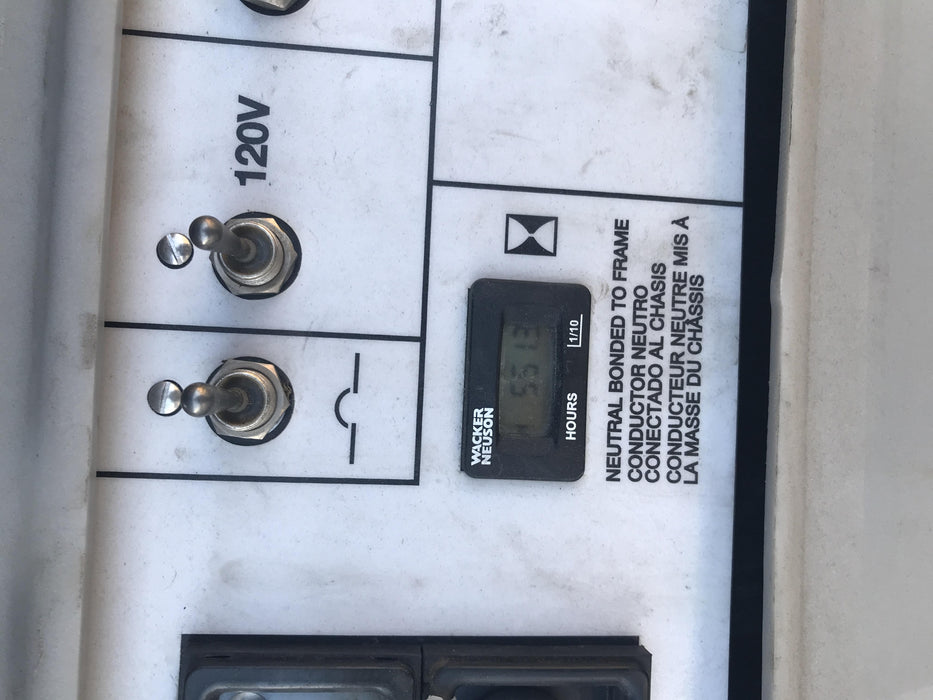 120V
WACKER
NEUSON
HOURS
1/10
NEUTRAL BONDED TO FRAME
CONDUCTOR NEUTRO
CONECTADO AL CHASIS
CONDUCTEUR NEUTRE MIS À
LA MASSE DU CHÂSSIS